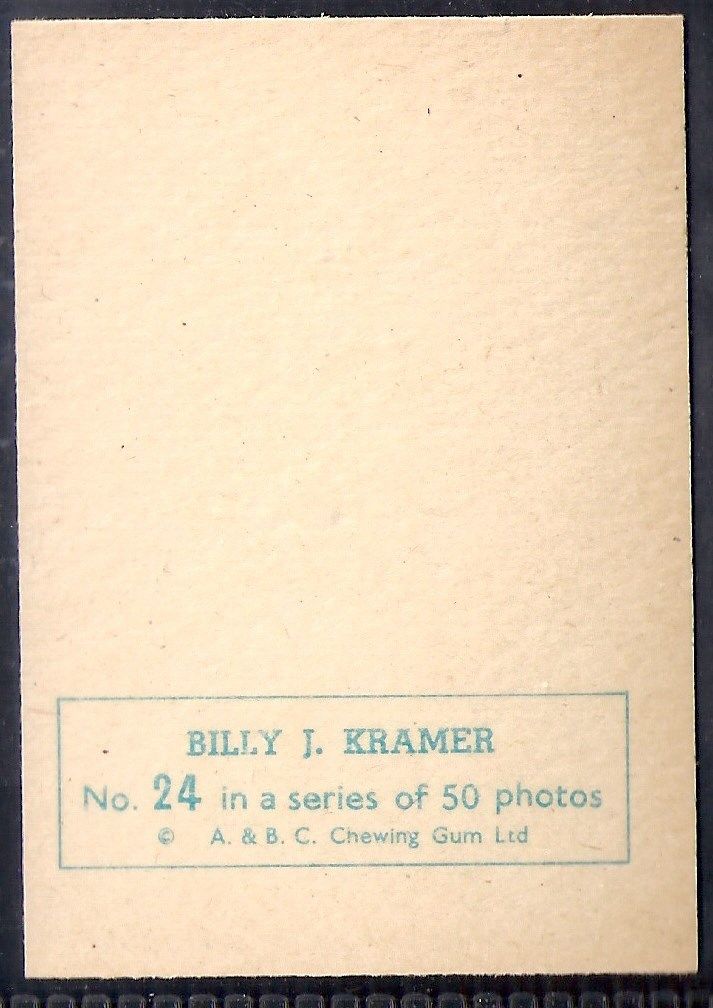 BILLY J. KRAMER
No. 24 in a series of 50 photos
© A. & B. C. Chewing Gum Ltd